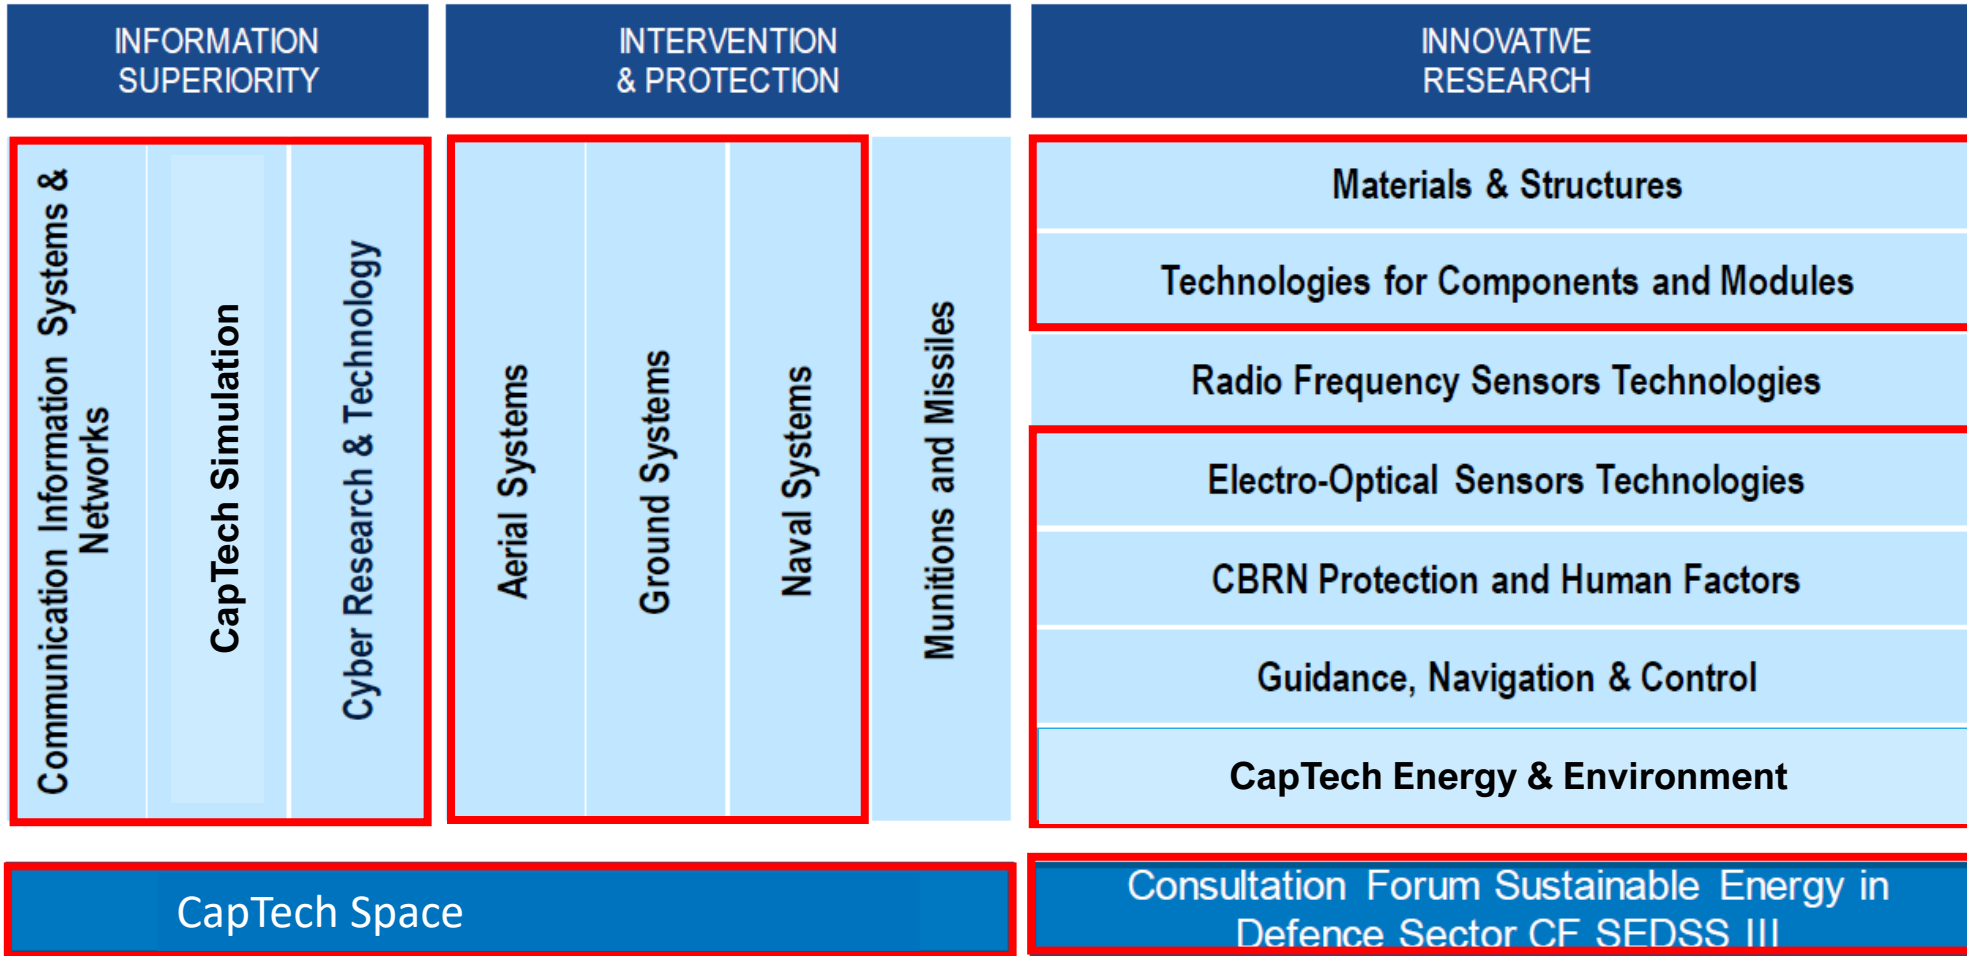 INFORMATION
SUPERIORITY
INTERVENTION
& PROTECTION
INNOVATIVE
RESEARCH
Communication Information Systems &
Networks
CapTech Simulation
Cyber Research & Technology
Aerial Systems
Ground Systems
Naval Systems
Munitions and Missiles
Materials & Structures
Technologies for Components and Modules
Radio Frequency Sensors Technologies
Electro-Optical Sensors Technologies
CBRN Protection and Human Factors
Guidance, Navigation & Control
CapTech Energy & Environment
CapTech Space
Consultation Forum Sustainable Energy in
Defence Sector CF SEDSS III